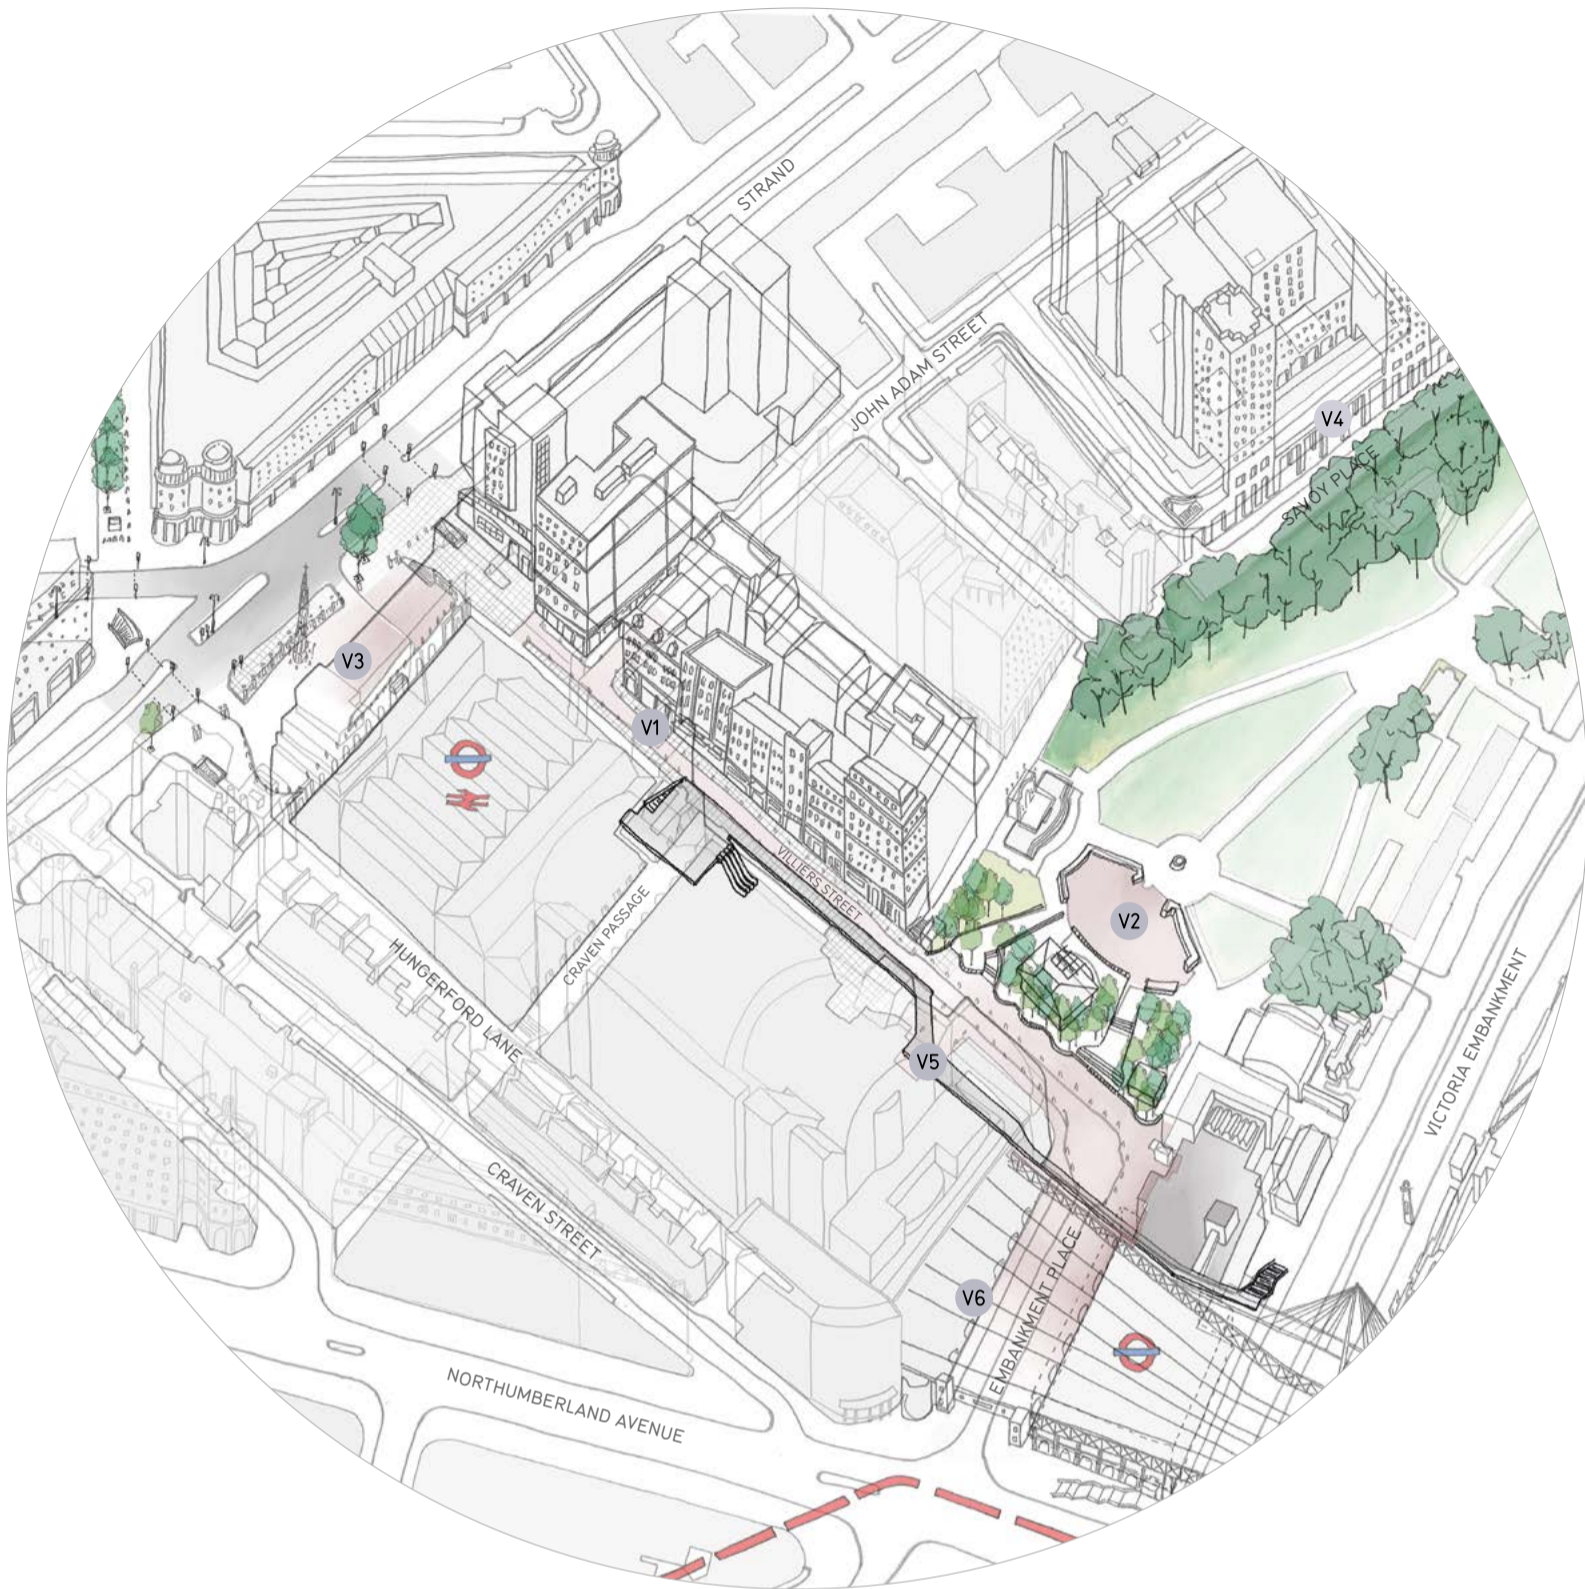 STRAND
JOHN ADAM STREET
V4
SAVOY PLACE
V3
V1
VILLIERS STREET
CRAVEN PASSAGE
V2
HUNGERFORD LANE
V5
VICTORIA EMBANKMENT
CRAVEN STREET
V6
EMBANKMENT PLACE
NORTHUMBERLAND AVENUE